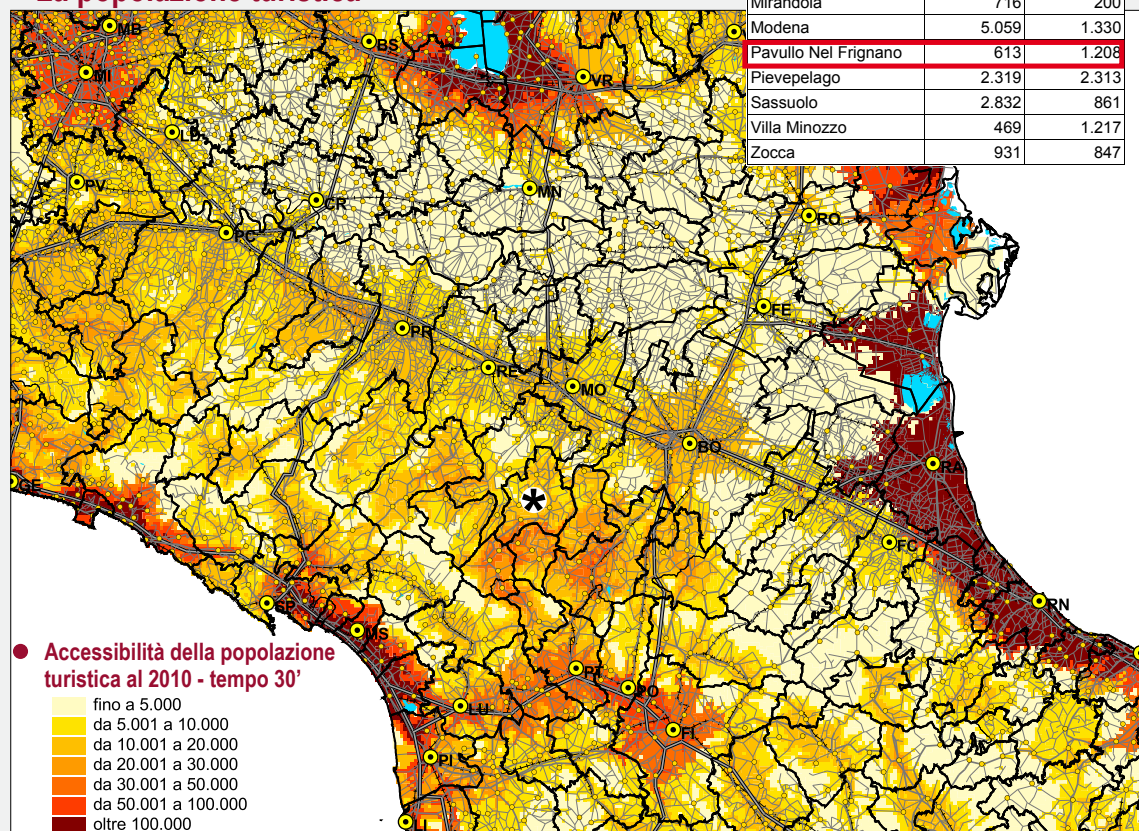 La popolazione turistica
Mirandola 716 200
Modena 5.059 1.330
Pavullo Nel Frignano 613 1.208
Pievepelago 2.319 2.313
Sassuolo 2.832 861
Villa Minozzo 469 1.217
Zocca 931 847
MB
BS
MI
VR
PV
MN
CR
RO
FE
PR
RE
MO
BO
GE
*
RA
FC
SP
RN
MS
PT
PO
LU
FI
PI
LI
Accessibilità della popolazione
turistica al 2010 - tempo 30’
fino a 5.000
da 5.001 a 10.000
da 10.001 a 20.000
da 20.001 a 30.000
da 30.001 a 50.000
da 50.001 a 100.000
oltre 100.000